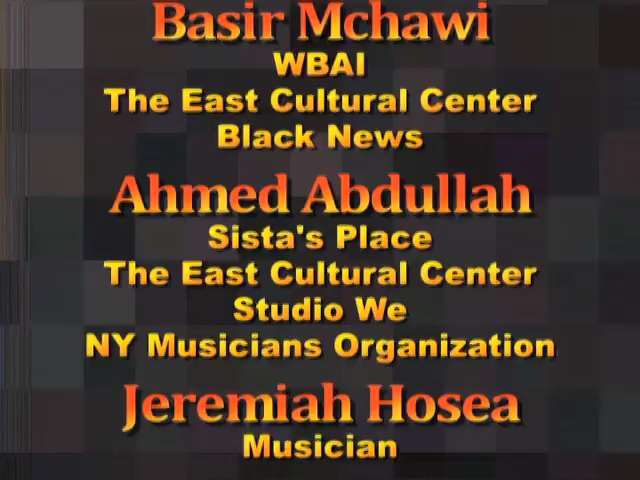 Basir Mchawi
WBAI
The East Cultural Center
Black News
Ahmed Abdullah
Sista's Place
The East Cultural Center
Studio We
NY Musicians Organization
Jeremiah Hosea
Musician